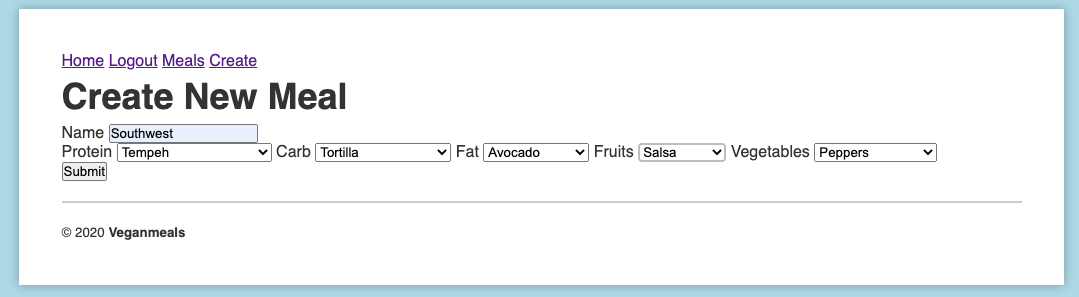 Home Logout Meals Create
Create New Meal
Name Southwest
Protein Tempeh Carb Tortilla Fat Avocado Fruits Salsa Vegetables Peppers
Submit
© 2020 Veganmeals